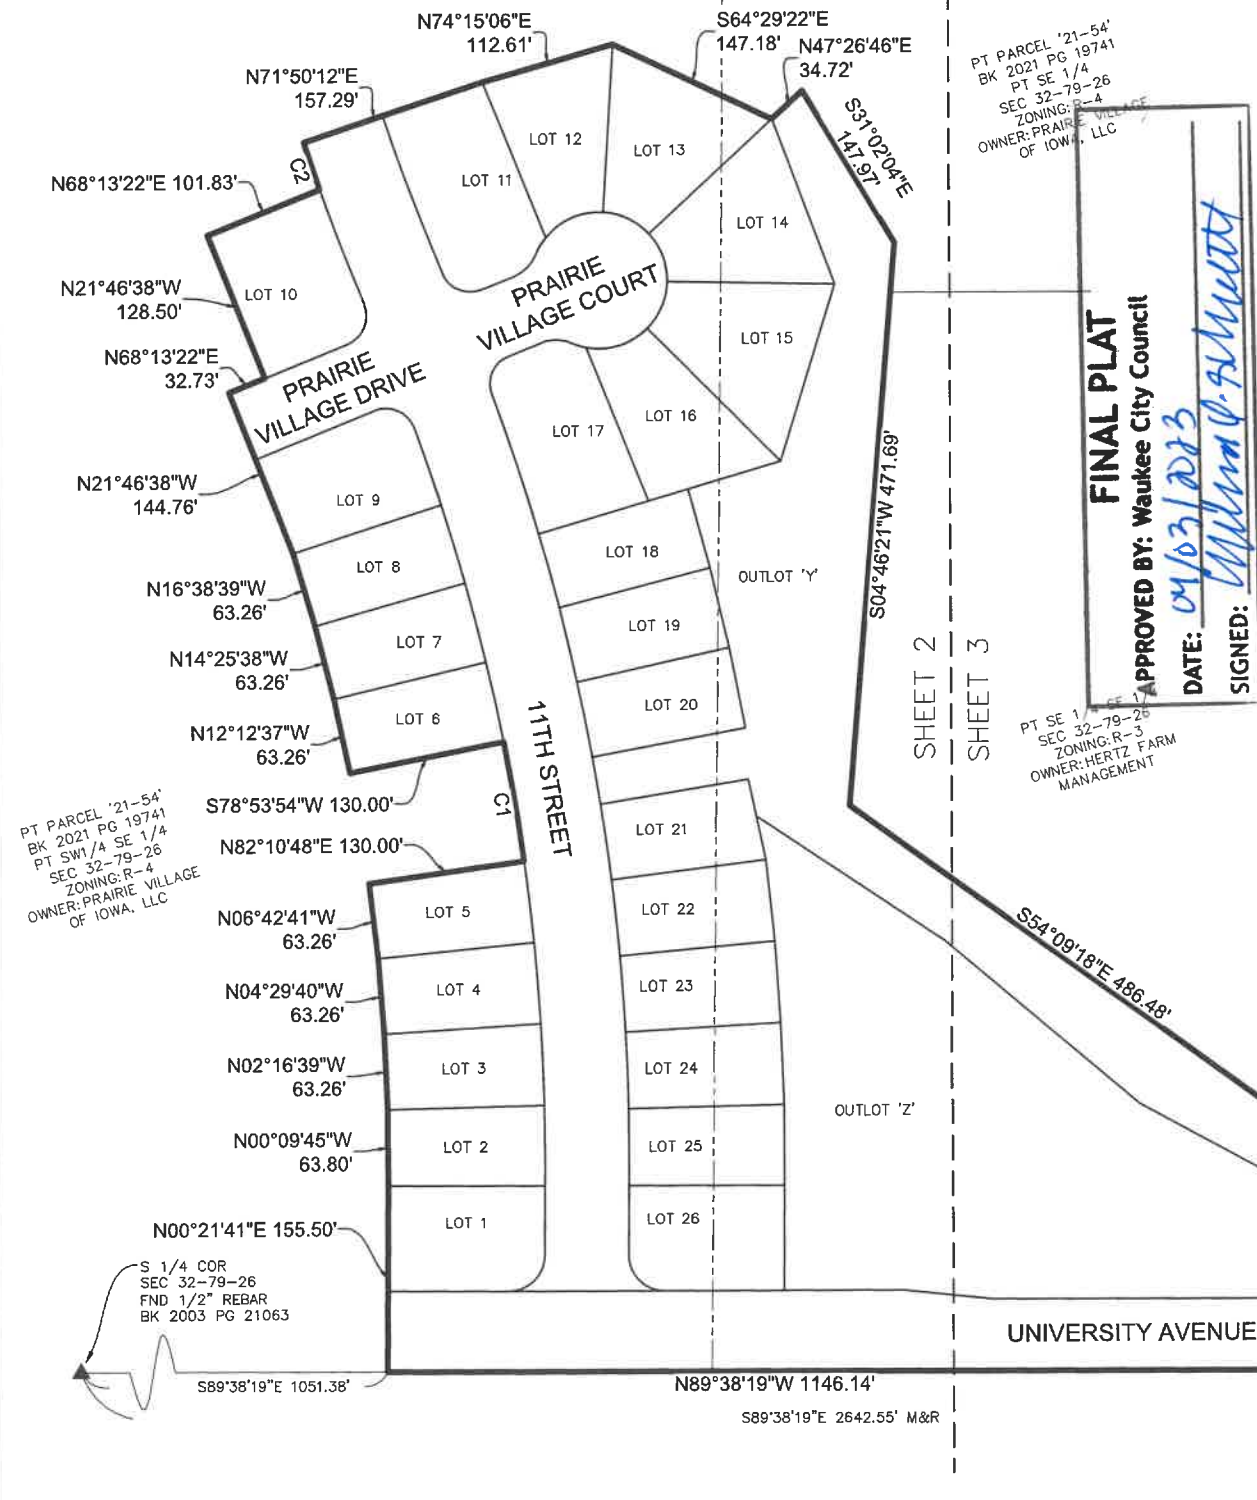 N74°15'06"E
112.61'
S64°29'22"E
147.18'
N47°26'46"E
34.72'
N71°50'12"E
157.29'
S31°02'04"E
147.97'
PT PARCEL '21-54'
BK 2021 PG 19741
PT SE 1/4
SEC 32-79-26
ZONING:R-4
OWNER:PRAIRIE VILLAGE
OF IOWA, LLC
C2
N68°13'22"E 101.83'
LOT 12
LOT 13
LOT 11
LOT 14
N21°46'38"W
128.50'
LOT 10
PRAIRIE
VILLAGE COURT
LOT 15
N68°13'22"E
32.73'
PRAIRIE
VILLAGE DRIVE
LOT 16
LOT 17
FINAL PLAT
APPROVED BY: Waukee City Council
DATE: 04/03/2023
SIGNED:
N21°46'38"W
144.76'
LOT 9
S04°46'21"W 471.69'
LOT 18
N16°38'39"W
63.26'
LOT 8
OUTLOT 'Y'
LOT 19
N14°25'38"W
63.26'
LOT 7
SHEET 2
SHEET 3
LOT 20
N12°12'37"W
63.26'
LOT 6
11TH STREET
PT SE 1/4 SE 1/4
SEC 32-79-26
ZONING:R-3
OWNER:HERTZ FARM
MANAGEMENT
S78°53'54"W 130.00'
C1
PT PARCEL '21-54'
BK 2021 PG 19741
PT SW1/4 SE 1/4
SEC 32-79-26
ZONING:R-4
OWNER:PRAIRIE VILLAGE
OF IOWA, LLC
N82°10'48"E 130.00'
LOT 21
N06°42'41"W
63.26'
LOT 5
LOT 22
S54°09'18"E 486.48'
N04°29'40"W
63.26'
LOT 4
LOT 23
N02°16'39"W
63.26'
LOT 3
LOT 24
OUTLOT 'Z'
N00°09'45"W
63.80'
LOT 2
LOT 25
N00°21'41"E 155.50'
LOT 1
LOT 26
S 1/4 COR
SEC 32-79-26
FND 1/2" REBAR
BK 2003 PG 21063
UNIVERSITY AVENUE
S89°38'19"E 1051.38'
N89°38'19"W 1146.14'
S89°38'19"E 2642.55' M&R